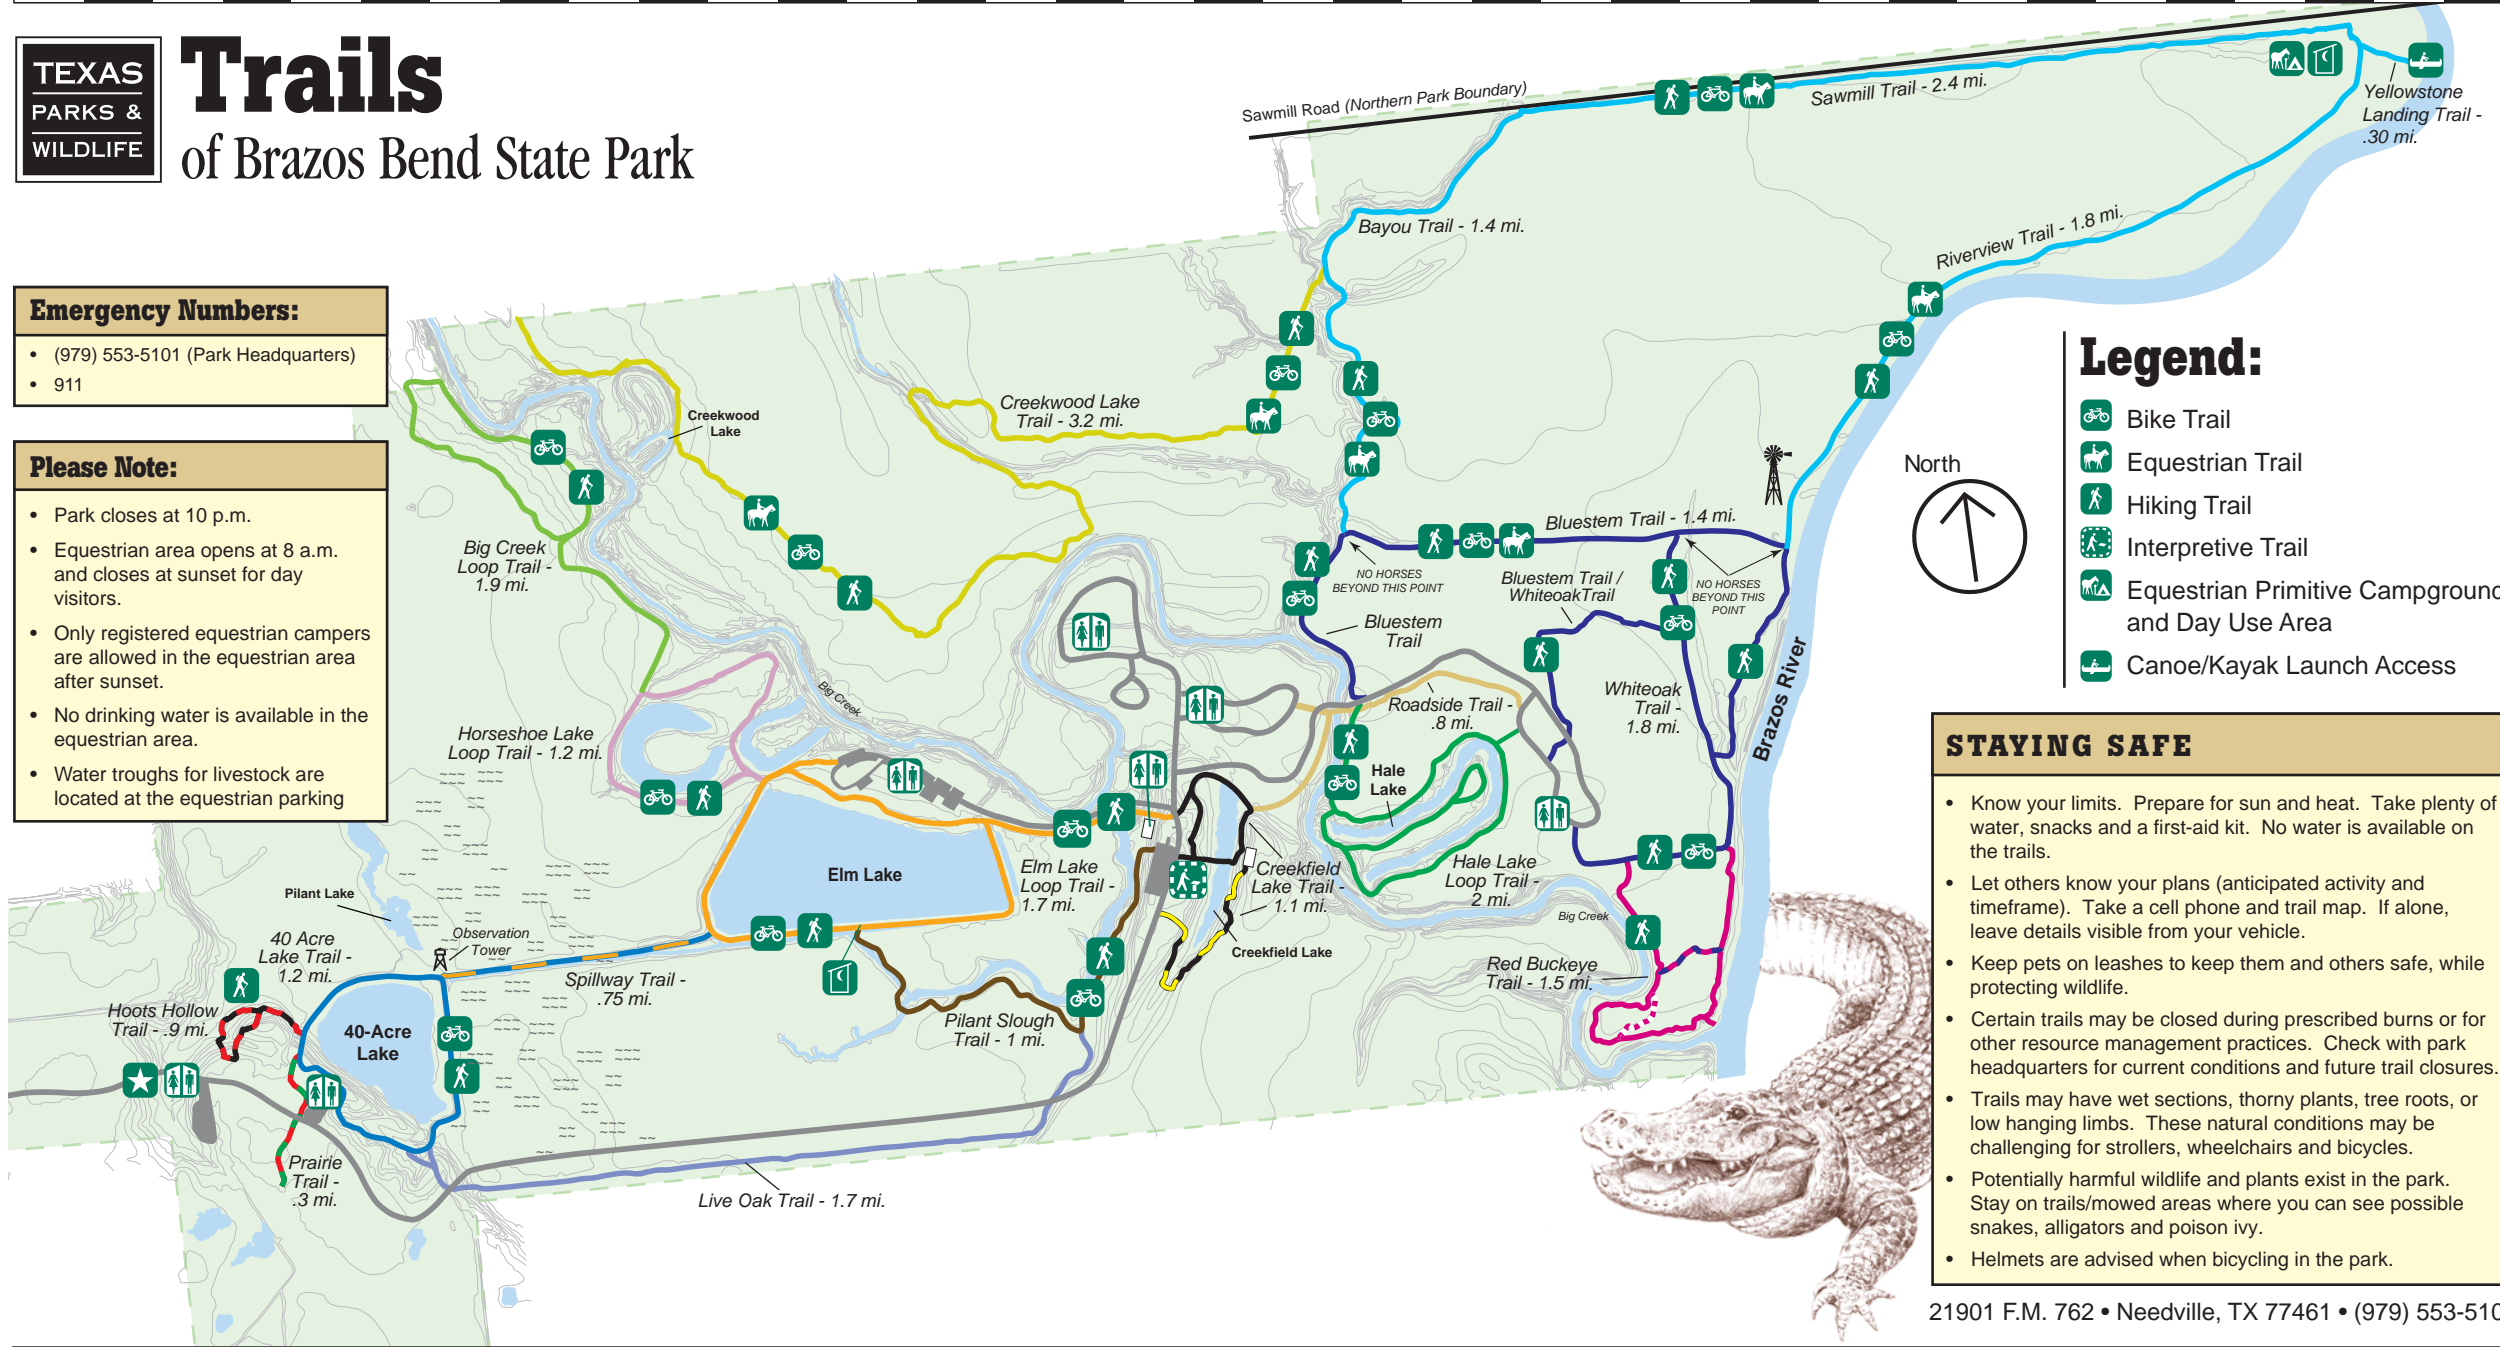 TEXAS
PARKS &
WILDLIFE
Trails
of Brazos Bend State Park
Emergency Numbers:
• (979) 553-5101 (Park Headquarters)
• 911
Please Note:
• Park closes at 10 p.m.
• Equestrian area opens at 8 a.m.
and closes at sunset for day
visitors.
• Only registered equestrian campers
are allowed in the equestrian area
after sunset.
• No drinking water is available in the
equestrian area.
• Water troughs for livestock are
located at the equestrian parking
Sawmill Road (Northern Park Boundary)
Sawmill Trail - 2.4 mi.
Yellowstone
Landing Trail -
.30 mi.
Bayou Trail - 1.4 mi.
Riverview Trail - 1.8 mi.
Creekwood
Lake
Creekwood Lake
Trail - 3.2 mi.
Big Creek
Loop Trail -
1.9 mi.
Bluestem Trail - 1.4 mi.
NO HORSES
BEYOND THIS POINT
Bluestem Trail /
WhiteoakTrail
NO HORSES
BEYOND THIS
POINT
Bluestem
Trail
Big Creek
Whiteoak
Trail -
1.8 mi.
Brazos River
Roadside Trail -
.8 mi.
Horseshoe Lake
Loop Trail - 1.2 mi.
Hale
Lake
Elm Lake
Elm Lake
Loop Trail -
1.7 mi.
Creekfield
Lake Trail -
1.1 mi.
Hale Lake
Loop Trail -
2 mi.
Pilant Lake
Big Creek
Observation
Tower
40 Acre
Lake Trail -
1.2 mi.
Creekfield Lake
Spillway Trail -
.75 mi.
Red Buckeye
Trail - 1.5 mi.
Hoots Hollow
Trail - .9 mi.
40-Acre
Lake
Pilant Slough
Trail - 1 mi.
Prairie
Trail -
.3 mi.
Live Oak Trail - 1.7 mi.
North
Legend:
Bike Trail
Equestrian Trail
Hiking Trail
Interpretive Trail
Equestrian Primitive Campground
and Day Use Area
Canoe/Kayak Launch Access
STAYING SAFE
• Know your limits. Prepare for sun and heat. Take plenty of
water, snacks and a first-aid kit. No water is available on
the trails.
• Let others know your plans (anticipated activity and
timeframe). Take a cell phone and trail map. If alone,
leave details visible from your vehicle.
• Keep pets on leashes to keep them and others safe, while
protecting wildlife.
• Certain trails may be closed during prescribed burns or for
other resource management practices. Check with park
headquarters for current conditions and future trail closures.
• Trails may have wet sections, thorny plants, tree roots, or
low hanging limbs. These natural conditions may be
challenging for strollers, wheelchairs and bicycles.
• Potentially harmful wildlife and plants exist in the park.
Stay on trails/mowed areas where you can see possible
snakes, alligators and poison ivy.
• Helmets are advised when bicycling in the park.
21901 F.M. 762 • Needville, TX 77461 • (979) 553-510